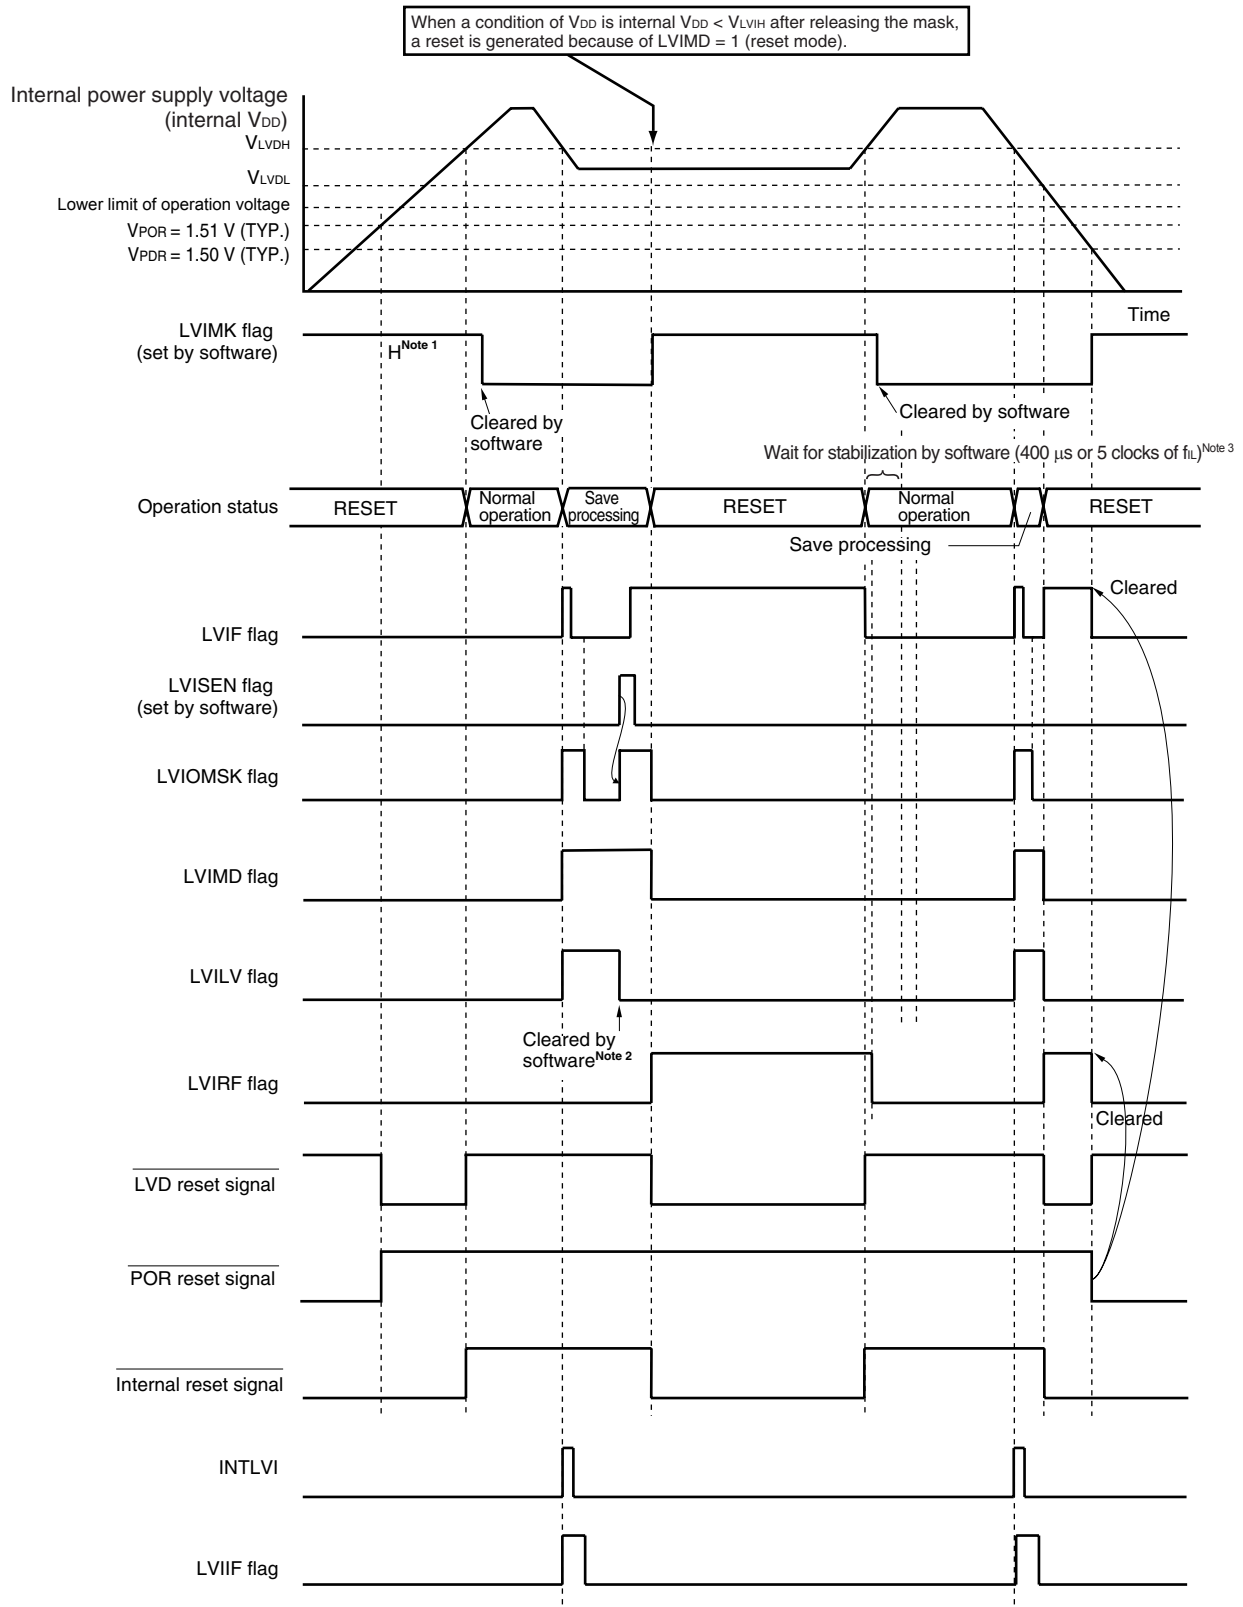 When a condition of VDD is internal VDD < VLVIH after releasing the mask,
a reset is generated because of LVIMD = 1 (reset mode).
Internal power supply voltage
(internal VDD)
VLVDH
VLVDL
Lower limit of operation voltage
VPOR = 1.51 V (TYP.)
VPDR = 1.50 V (TYP.)
Time
LVIMK flag
(set by software)
H Note 1
Cleared by
software
Cleared by software
Wait for stabilization by software (400 μs or 5 clocks of fIL) Note 3
Operation status
RESET
Normal
operation
Save
processing
RESET
Normal
operation
RESET
Save processing
Cleared
LVIF flag
LVISEN flag
(set by software)
LVIOMSK flag
LVIMD flag
LVILV flag
Cleared by
software Note 2
LVIRF flag
Cleared
LVD reset signal
POR reset signal
Internal reset signal
INTLVI
LVIIF flag